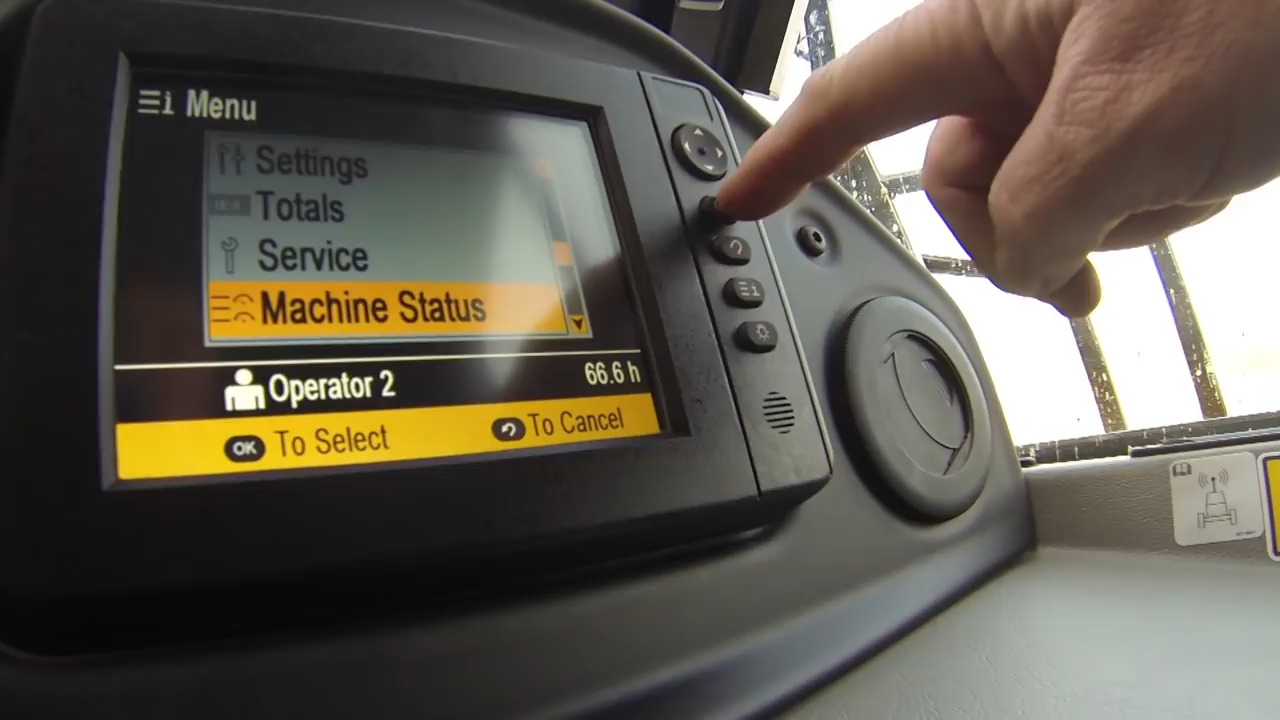 Menu
Settings
Totals
Service
Machine Status
Operator 2
66.6 h
OK To Select
To Cancel